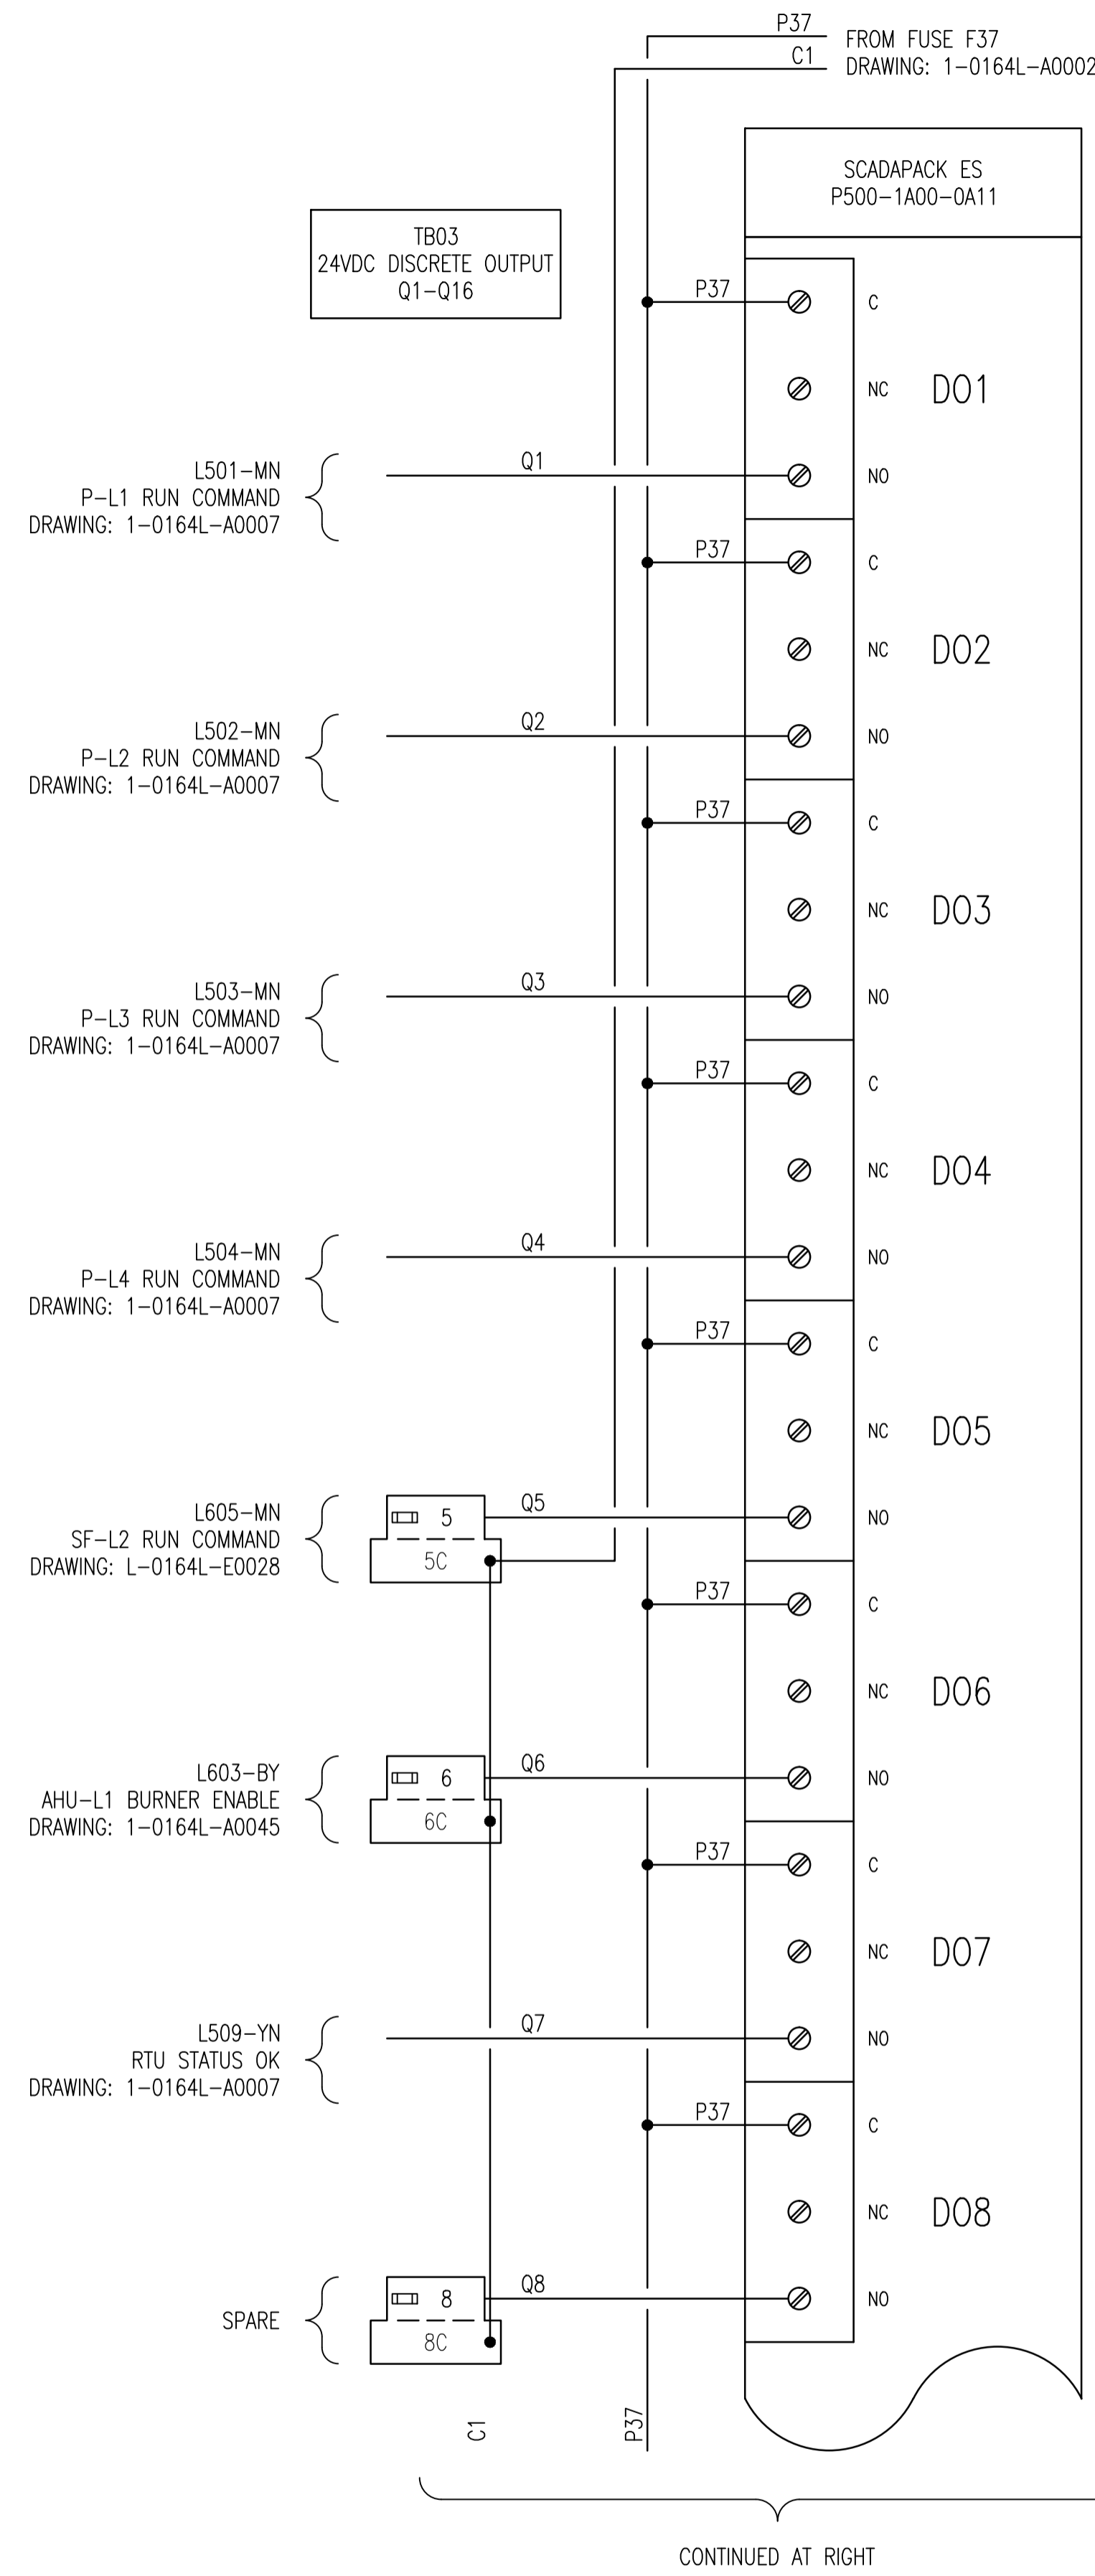 P37
C1
FROM FUSE F37
DRAWING: 1-0164L-A0002
SCADAPACK ES
P500-1A00-0A11
TB03
24VDC DISCRETE OUTPUT
Q1-Q16
P37
C
NC
DO1
L501-MN
P-L1 RUN COMMAND
DRAWING: 1-0164L-A0007
Q1
NO
P37
C
NC
DO2
L502-MN
P-L2 RUN COMMAND
DRAWING: 1-0164L-A0007
Q2
NO
P37
C
NC
DO3
L503-MN
P-L3 RUN COMMAND
DRAWING: 1-0164L-A0007
Q3
NO
P37
C
NC
DO4
L504-MN
P-L4 RUN COMMAND
DRAWING: 1-0164L-A0007
Q4
NO
P37
C
NC
DO5
L605-MN
SF-L2 RUN COMMAND
DRAWING: L-0164L-E0028
5
5C
Q5
NO
P37
C
NC
DO6
L603-BY
AHU-L1 BURNER ENABLE
DRAWING: 1-0164L-A0045
6
6C
Q6
NO
P37
C
NC
DO7
L509-YN
RTU STATUS OK
DRAWING: 1-0164L-A0007
Q7
NO
P37
C
NC
DO8
SPARE
8
8C
Q8
NO
C1
P37
CONTINUED AT RIGHT